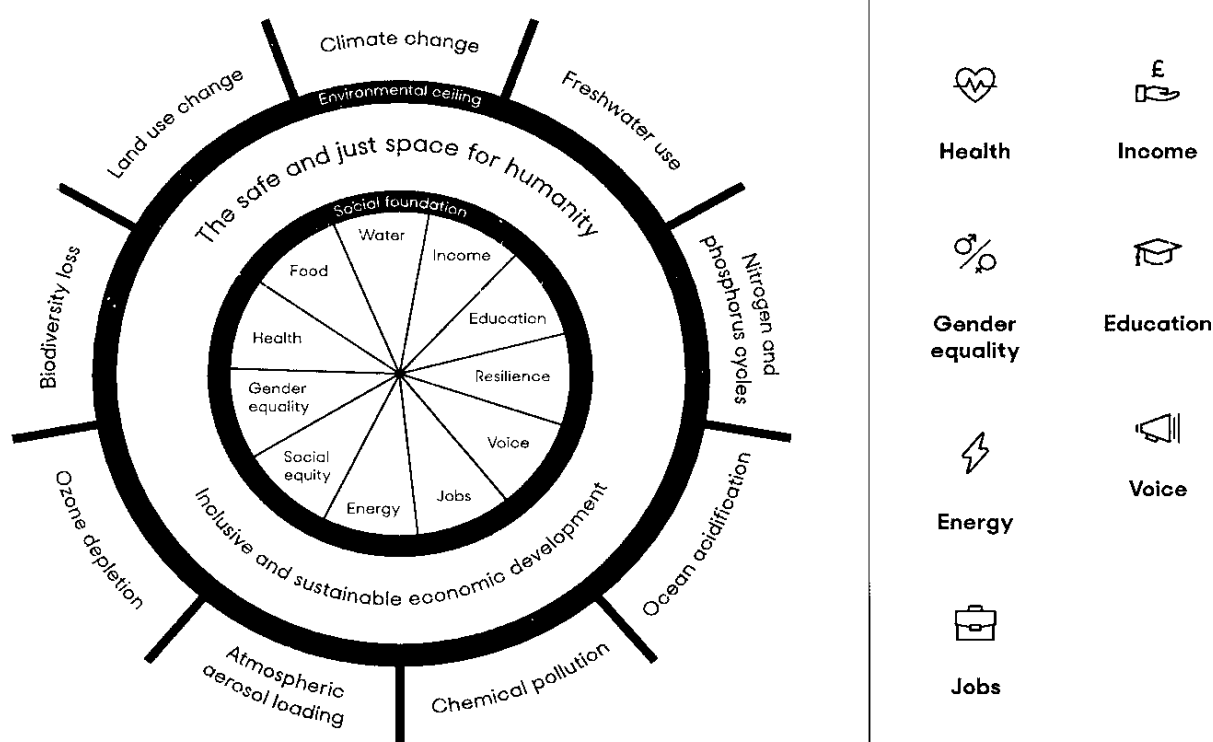 Climate change
Freshwater use
Nitrogen and
phosphorus cycles
Ocean acidification
Chemical pollution
Atmospheric
aerosol loading
Ozone depletion
Biodiversity loss
Land use change
Environmental ceiling
The safe and just space for humanity
Social foundation
Water
Income
Education
Resilience
Voice
Jobs
Energy
Social
equity
Gender
equality
Health
Food
Inclusive and sustainable economic development
£
Health
Income
Gender
equality
Education
Energy
Voice
Jobs